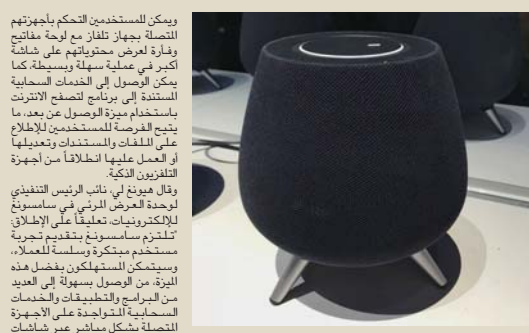 ويمكن للمستخدمين التحكم بأجهزتهم
المتصلة بجهاز تلفاز مع لوحة مفاتيح
وفأرة لعرض محتوياتهم على شاشة
أكبر في عملية سهلة وبسيطة، كما
يمكن الوصول إلى الخدمات السحابية
المستندة إلى برنامج لتصفح الانترنت
باستخدام ميزة الوصول عن بعد، ما
يتيح الفرصة للمستخدمين للإطلاع
على الملفات والمستندات وتعديلها
أو العمل عليها انطلاقاً من أجهزة
التلفزيون الذكية.
وقال هيونغ لي، نائب الرئيس التنفيذي
لوحدة العرض المرئي في سامسونغ
للإلكترونيات، تعليقاً على الإطلاق:
"تلتزم سامسونغ بتقديم تجربة
مستخدم مبتكرة وسلسة للعملاء،
وسيتمكن المستهلكون بفضل هذه
الميزة، من الوصول بسهولة إلى العديد
من البرامج والتطبيقات والخدمات
السحابية المتواجدة على الأجهزة
المتصلة بشكل مباشر عبر شاشات